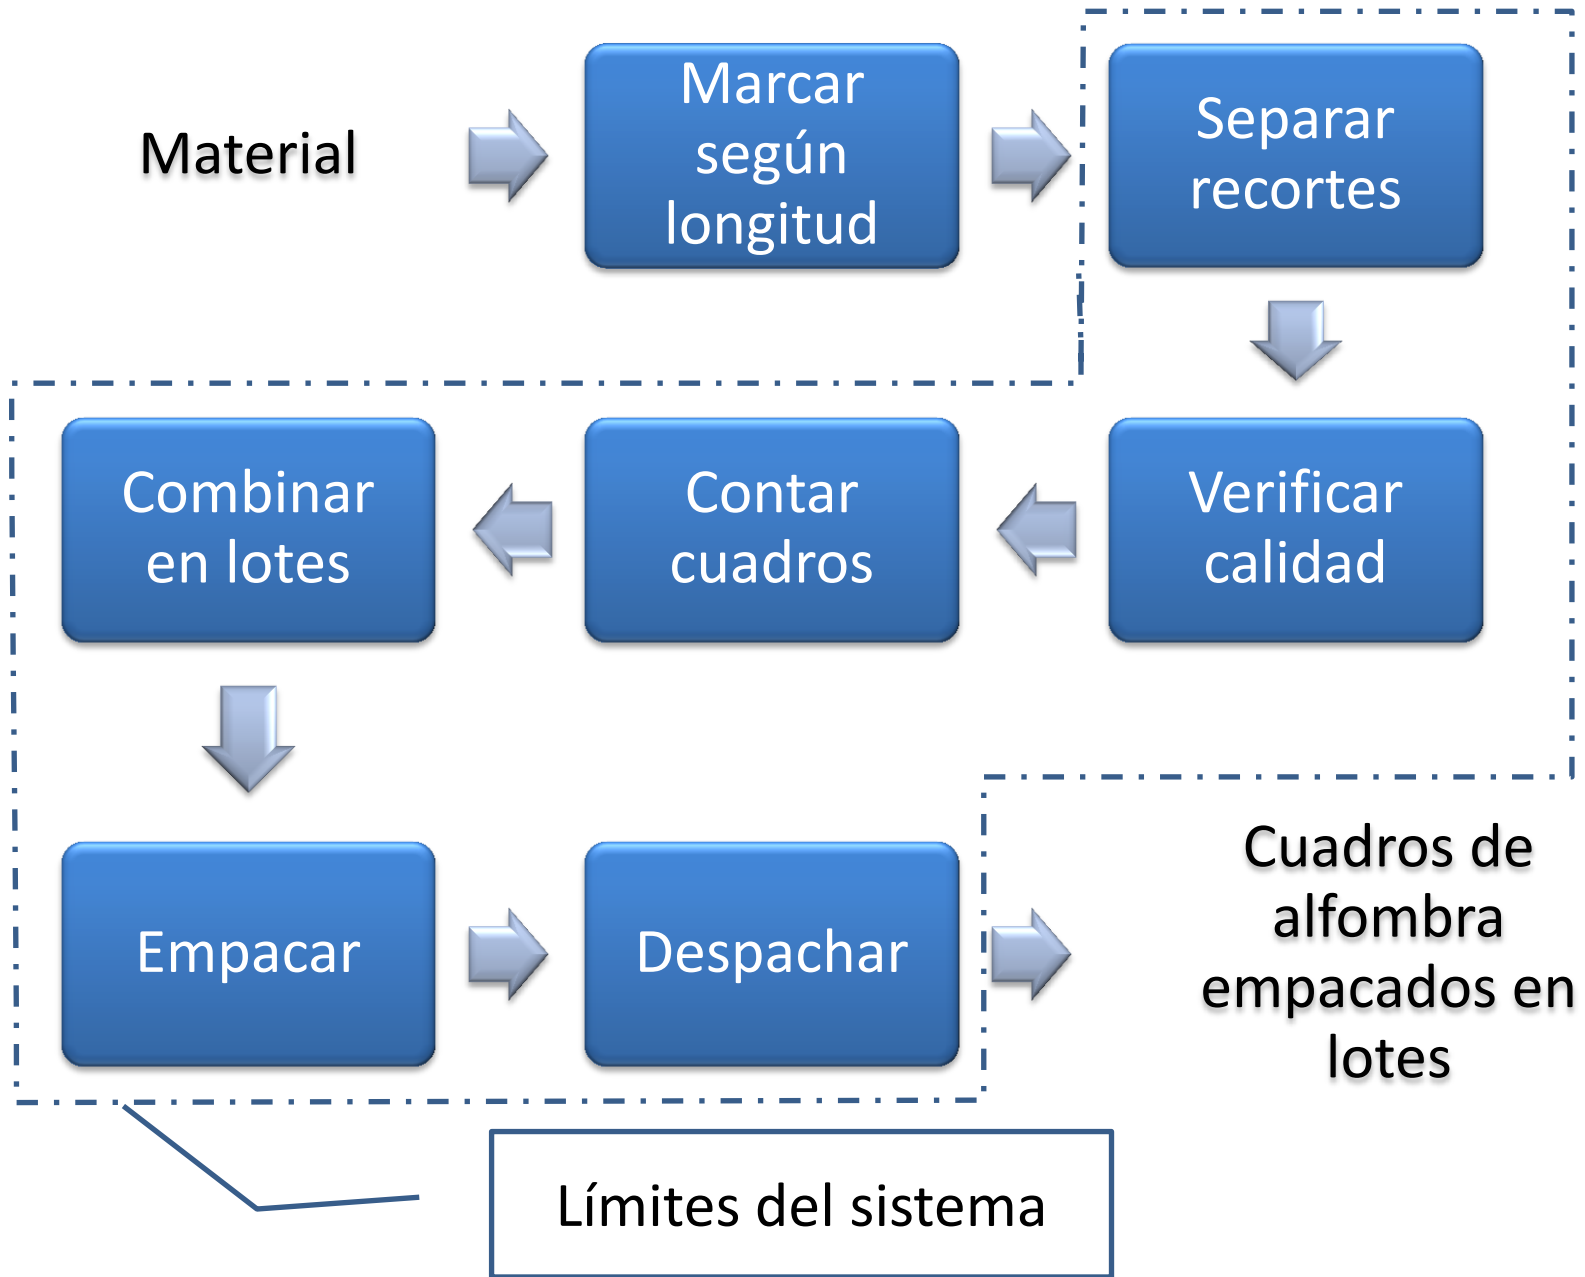 Material
Marcar
según
longitud
Separar
recortes
Combinar
en lotes
Contar
cuadros
Verificar
calidad
Empacar
Despachar
Cuadros de
alfombra
empacados en
lotes
Límites del sistema